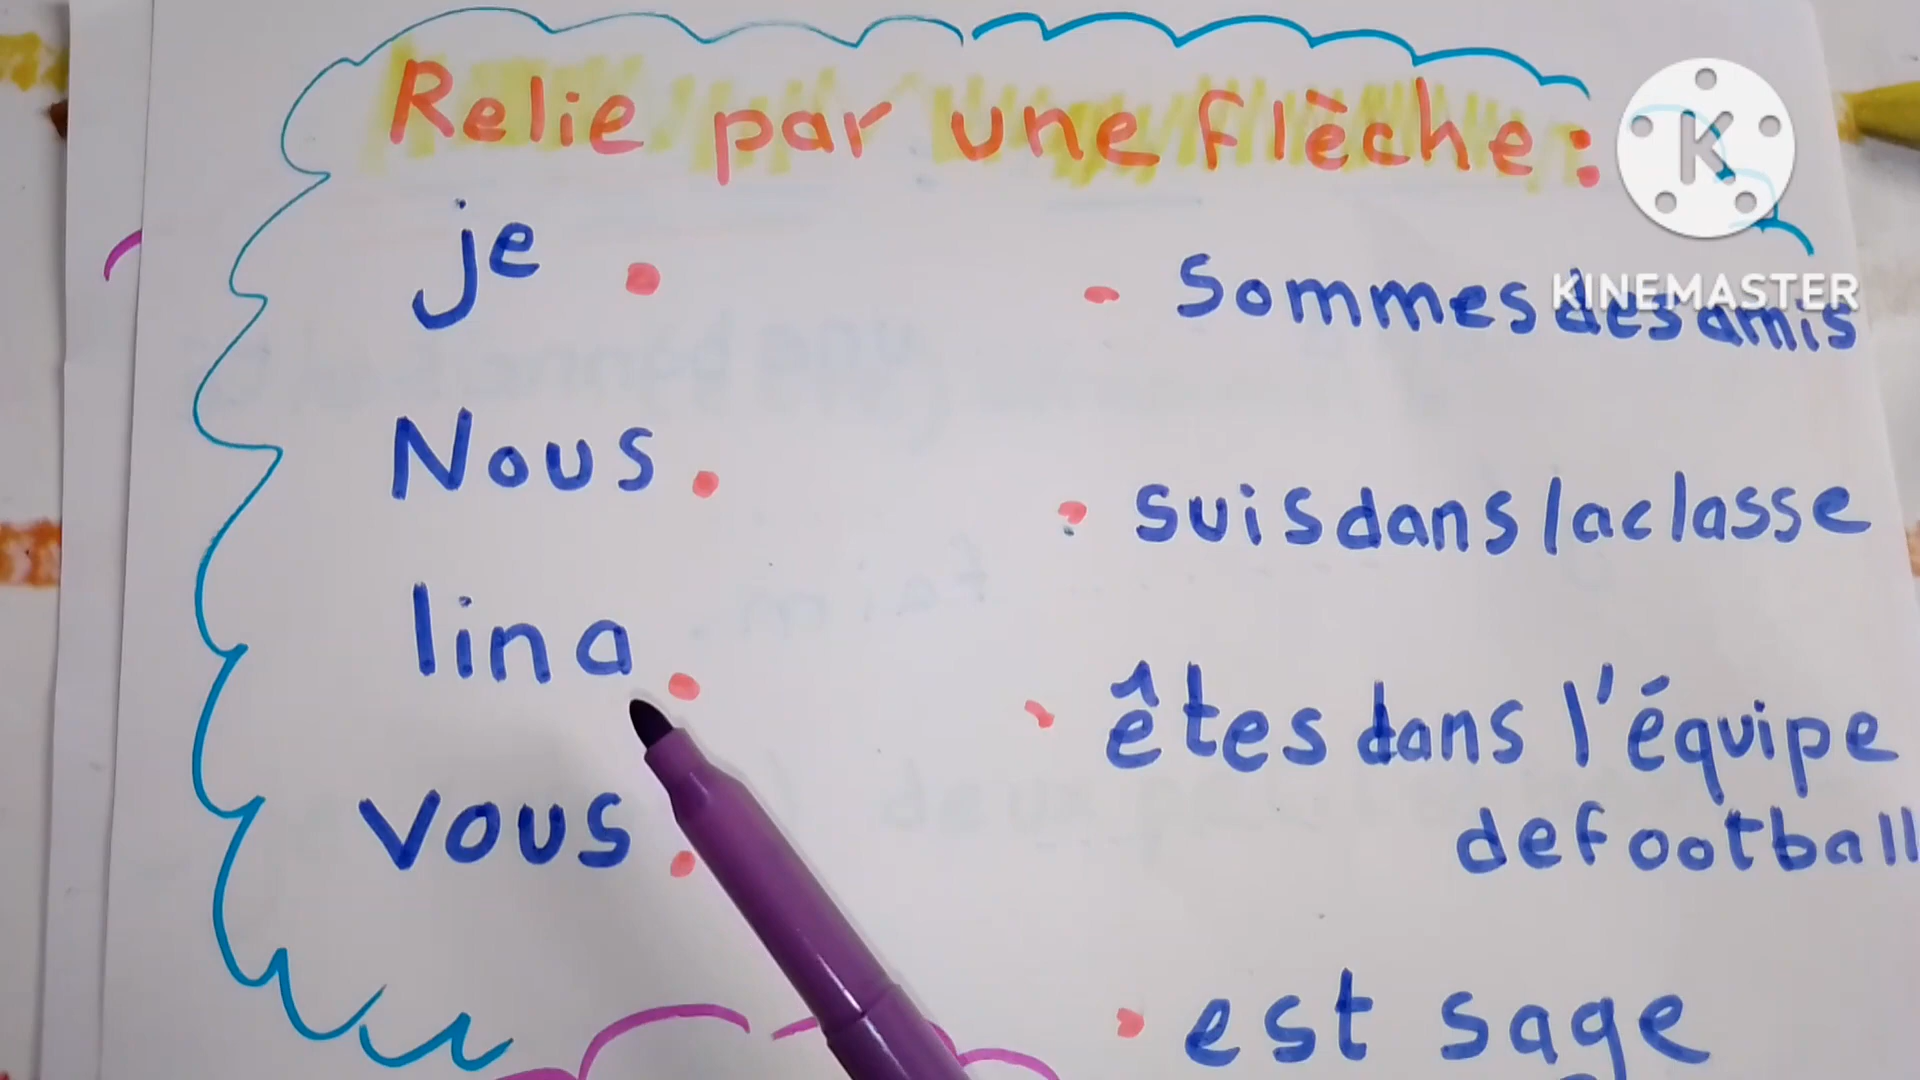 Relie par une flèche:
je
sommes des amis
KINEMASTER
Nous
suis dans la classe
lina
êtes dans l'équipe
de football
vous
est sage